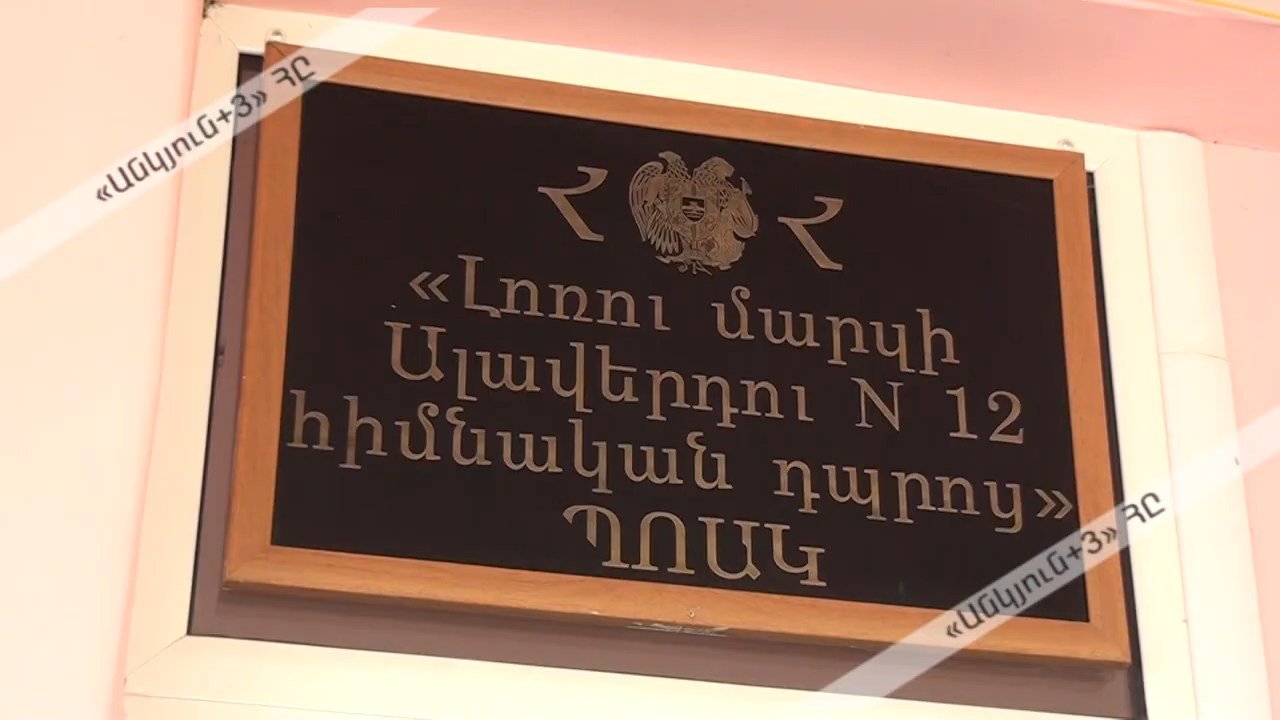 «Անկյուն+3» ՀԸ
Հ Հ
«Լոռու մարզի
Ալավերդու N 12
հիմնական դպրոց»
ՊՈԱԿ
«Անկյուն+3» ՀԸ